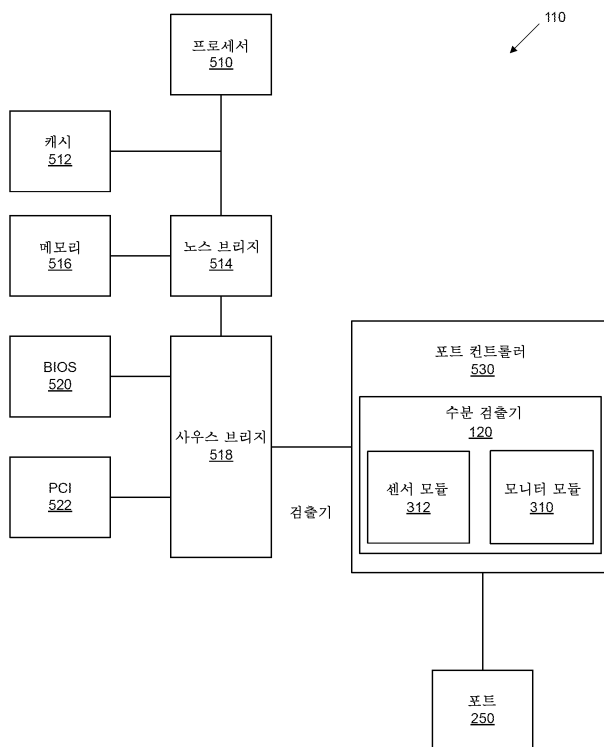 110
프로세서
510
캐시
512
메모리
516
노스 브리지
514
BIOS
520
사우스 브리지
518
PCI
522
검출기
포트 컨트롤러
530
수분 검출기
120
센서 모듈
312
모니터 모듈
310
포트
250